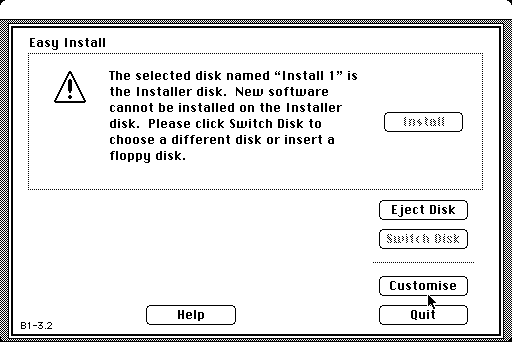 Easy Install
The selected disk named “Install 1” is
the Installer disk. New software
cannot be installed on the Installer
disk. Please click Switch Disk to
choose a different disk or insert a
floppy disk.
Install
Eject Disk
Switch Disk
Customise
Help
Quit
B1-3.2